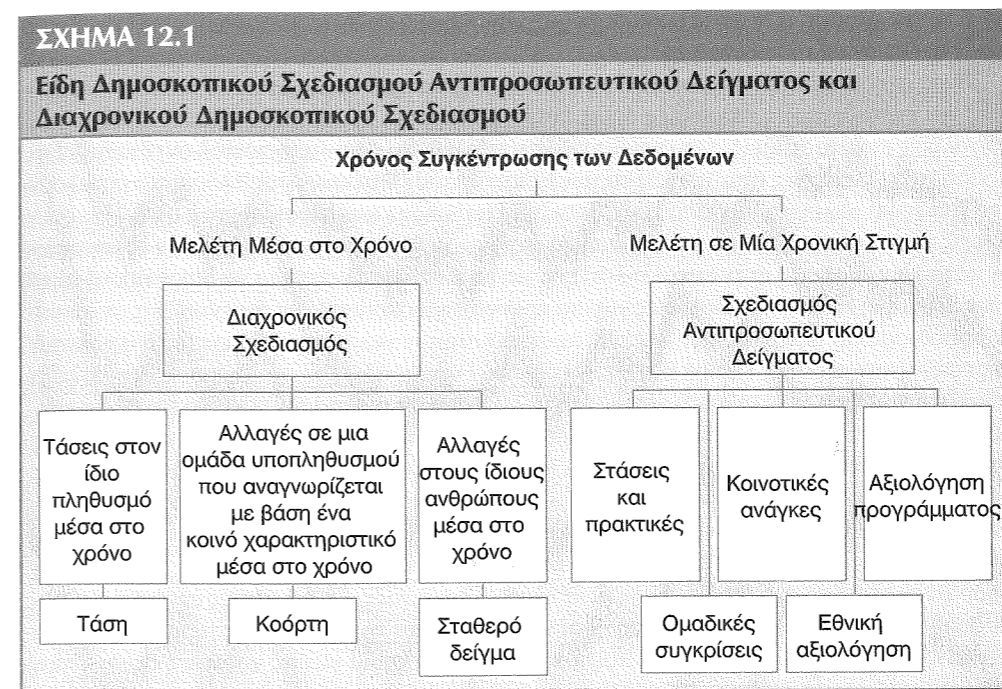 ΣΧΗΜΑ 12.1
Είδη Δημοσκοπικού Σχεδιασμού Αντιπροσωπευτικού Δείγματος και
Διαχρονικού Δημοσκοπικού Σχεδιασμού
Χρόνος Συγκέντρωσης των Δεδομένων
Μελέτη Μέσα στο Χρόνο
Μελέτη σε Μία Χρονική Στιγμή
Διαχρονικός
Σχεδιασμός
Σχεδιασμός
Αντιπροσωπευτικού
Δείγματος
Τάσεις στον
ίδιο
πληθυσμό
μέσα στο
χρόνο
Αλλαγές σε μια
ομάδα υποπληθυσμού
που αναγνωρίζεται
με βάση ένα
κοινό χαρακτηριστικό
μέσα στο χρόνο
Αλλαγές
στους ίδιους
ανθρώπους
μέσα στο
χρόνο
Στάσεις
και
πρακτικές
Κοινοτικές
ανάγκες
Αξιολόγηση
προγράμματος
Τάση
Κοόρτη
Σταθερό
δείγμα
Ομαδικές
συγκρίσεις
Εθνική
αξιολόγηση